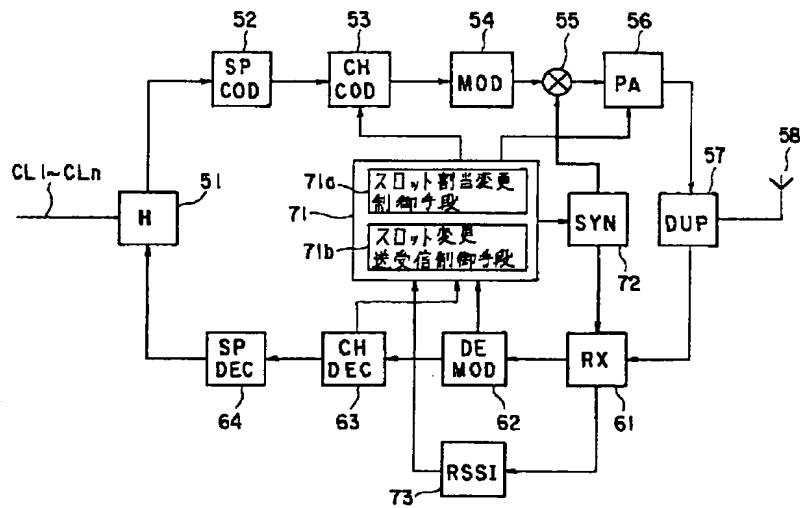 52
53
54
55
56
SP
COD
CH
COD
MOD
PA
58
57
CL1~CLn
51
H
71a
スロット割当変更
制御手段
71
71b
スロット変更
送受信制御手段
SYN
72
DUP
SP
DEC
64
CH
DEC
63
DE
MOD
62
RX
61
RSSI
73